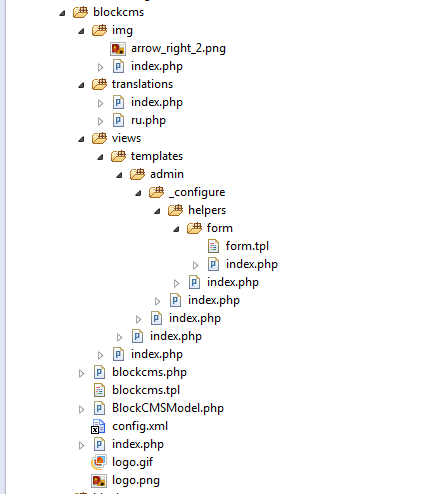 blockcms
img
arrow_right_2.png
index.php
translations
index.php
ru.php
views
templates
admin
_configure
helpers
form
form.tpl
index.php
index.php
index.php
index.php
index.php
index.php
blockcms.php
blockcms.tpl
BlockCMSModel.php
config.xml
index.php
logo.gif
logo.png